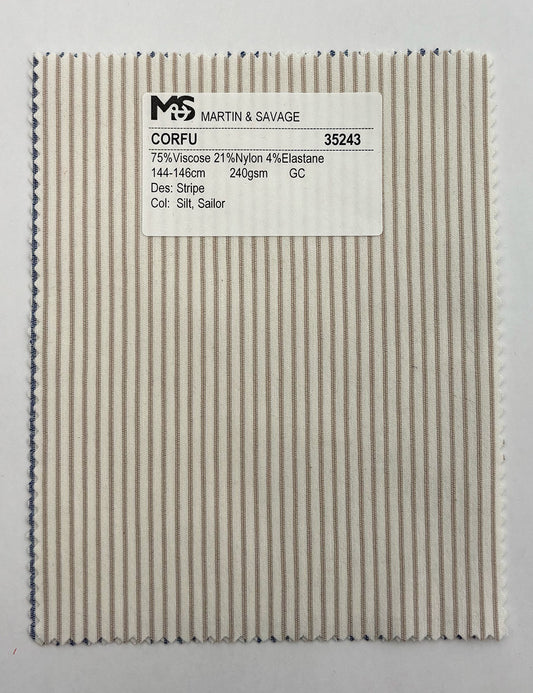 M&S MARTIN & SAVAGE
CORFU 35243
75%Viscose 21%Nylon 4%Elastane
144-146cm 240gsm GC
Des: Stripe
Col: Silt, Sailor